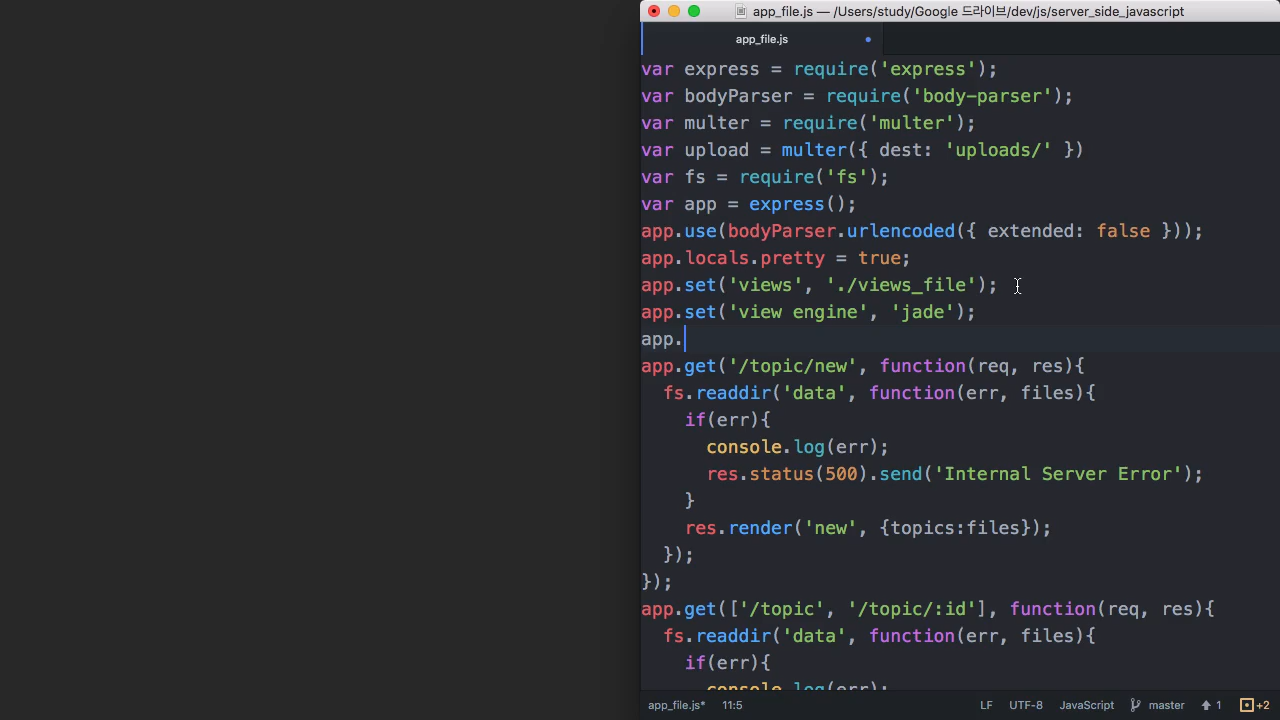 app_file.js — /Users/study/Google 드라이브/dev/js/server_side_javascript
app_file.js
var express = require('express');
var bodyParser = require('body-parser');
var multer = require('multer');
var upload = multer({ dest: 'uploads/' })
var fs = require('fs');
var app = express();
app.use(bodyParser.urlencoded({ extended: false }));
app.locals.pretty = true;
app.set('views', './views_file');
app.set('view engine', 'jade');
app.
app.get('/topic/new', function(req, res){
  fs.readdir('data', function(err, files){
    if(err){
      console.log(err);
      res.status(500).send('Internal Server Error');
    }
    res.render('new', {topics:files});
  });
});
app.get(['/topic', '/topic/:id'], function(req, res){
  fs.readdir('data', function(err, files){
    if(err){
      console.log(err);
app_file.js* 11:5 LF UTF-8 JavaScript master 1 +2